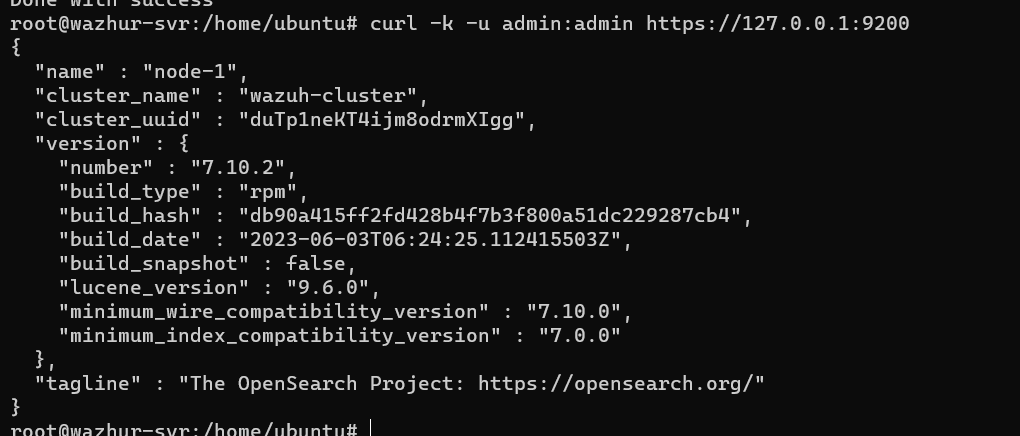 Done with success
root@wazhur-svr:/home/ubuntu# curl -k -u admin:admin https://127.0.0.1:9200
{
  "name" : "node-1",
  "cluster_name" : "wazuh-cluster",
  "cluster_uuid" : "duTp1neKT4ijm8odrmXIgg",
  "version" : {
    "number" : "7.10.2",
    "build_type" : "rpm",
    "build_hash" : "db90a415ff2fd428b4f7b3f800a51dc229287cb4",
    "build_date" : "2023-06-03T06:24:25.112415503Z",
    "build_snapshot" : false,
    "lucene_version" : "9.6.0",
    "minimum_wire_compatibility_version" : "7.10.0",
    "minimum_index_compatibility_version" : "7.0.0"
  },
  "tagline" : "The OpenSearch Project: https://opensearch.org/"
}
root@wazhur-svr:/home/ubuntu#